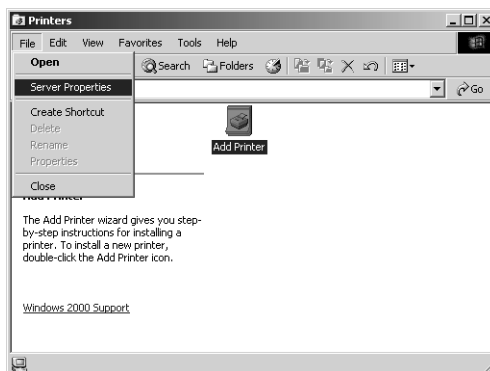 Printers
File Edit View Favorites Tools Help
Open
Search Folders
Server Properties
Go
Create Shortcut
Delete
Rename
Properties
Close
Add Printer
The Add Printer wizard gives you step-
by-step instructions for installing a
printer. To install a new printer,
double-click the Add Printer icon.
Windows 2000 Support